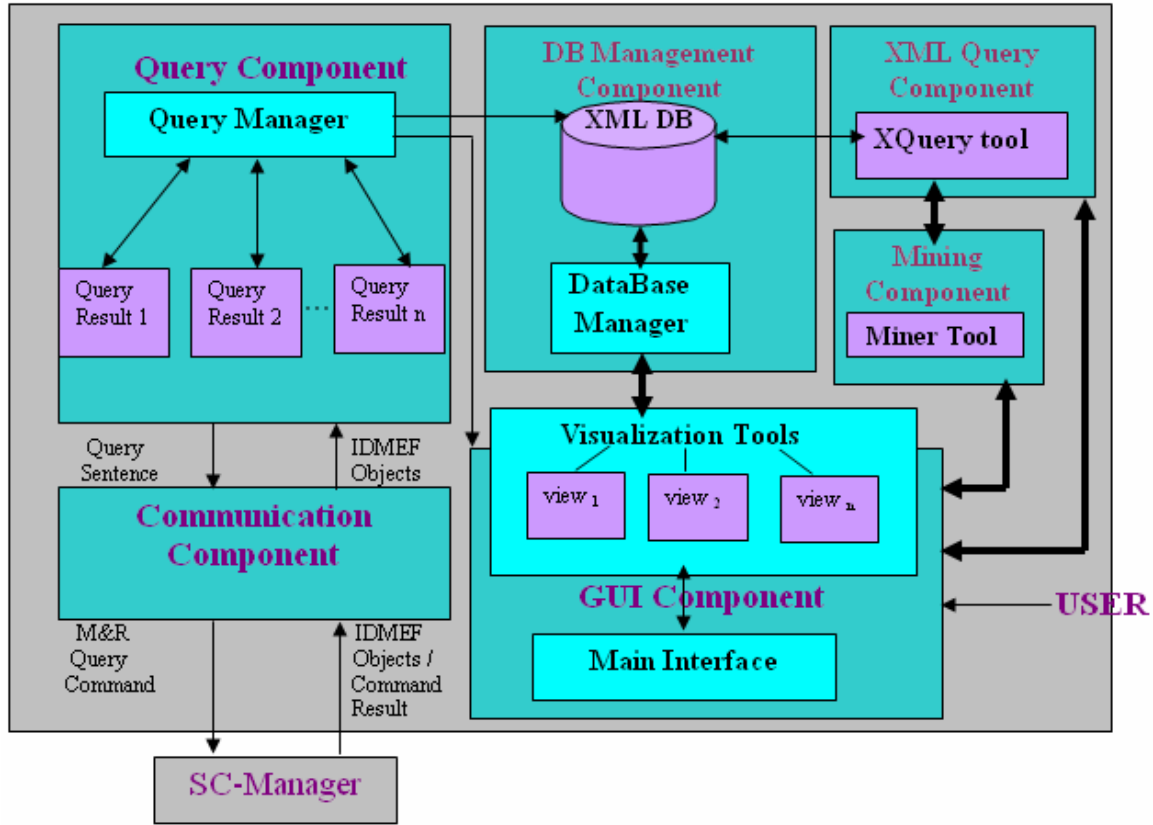 Query Component
Query Manager
Query
Result 1
Query
Result 2
...
Query
Result n
DB Management
Component
XML DB
DataBase
Manager
XML Query
Component
XQuery tool
Mining
Component
Miner Tool
Query
Sentence
IDMEF
Objects
Communication
Component
M&R
Query
Command
IDMEF
Objects /
Command
Result
SC-Manager
Visualization Tools
view 1
view 2
view n
GUI Component
Main Interface
USER